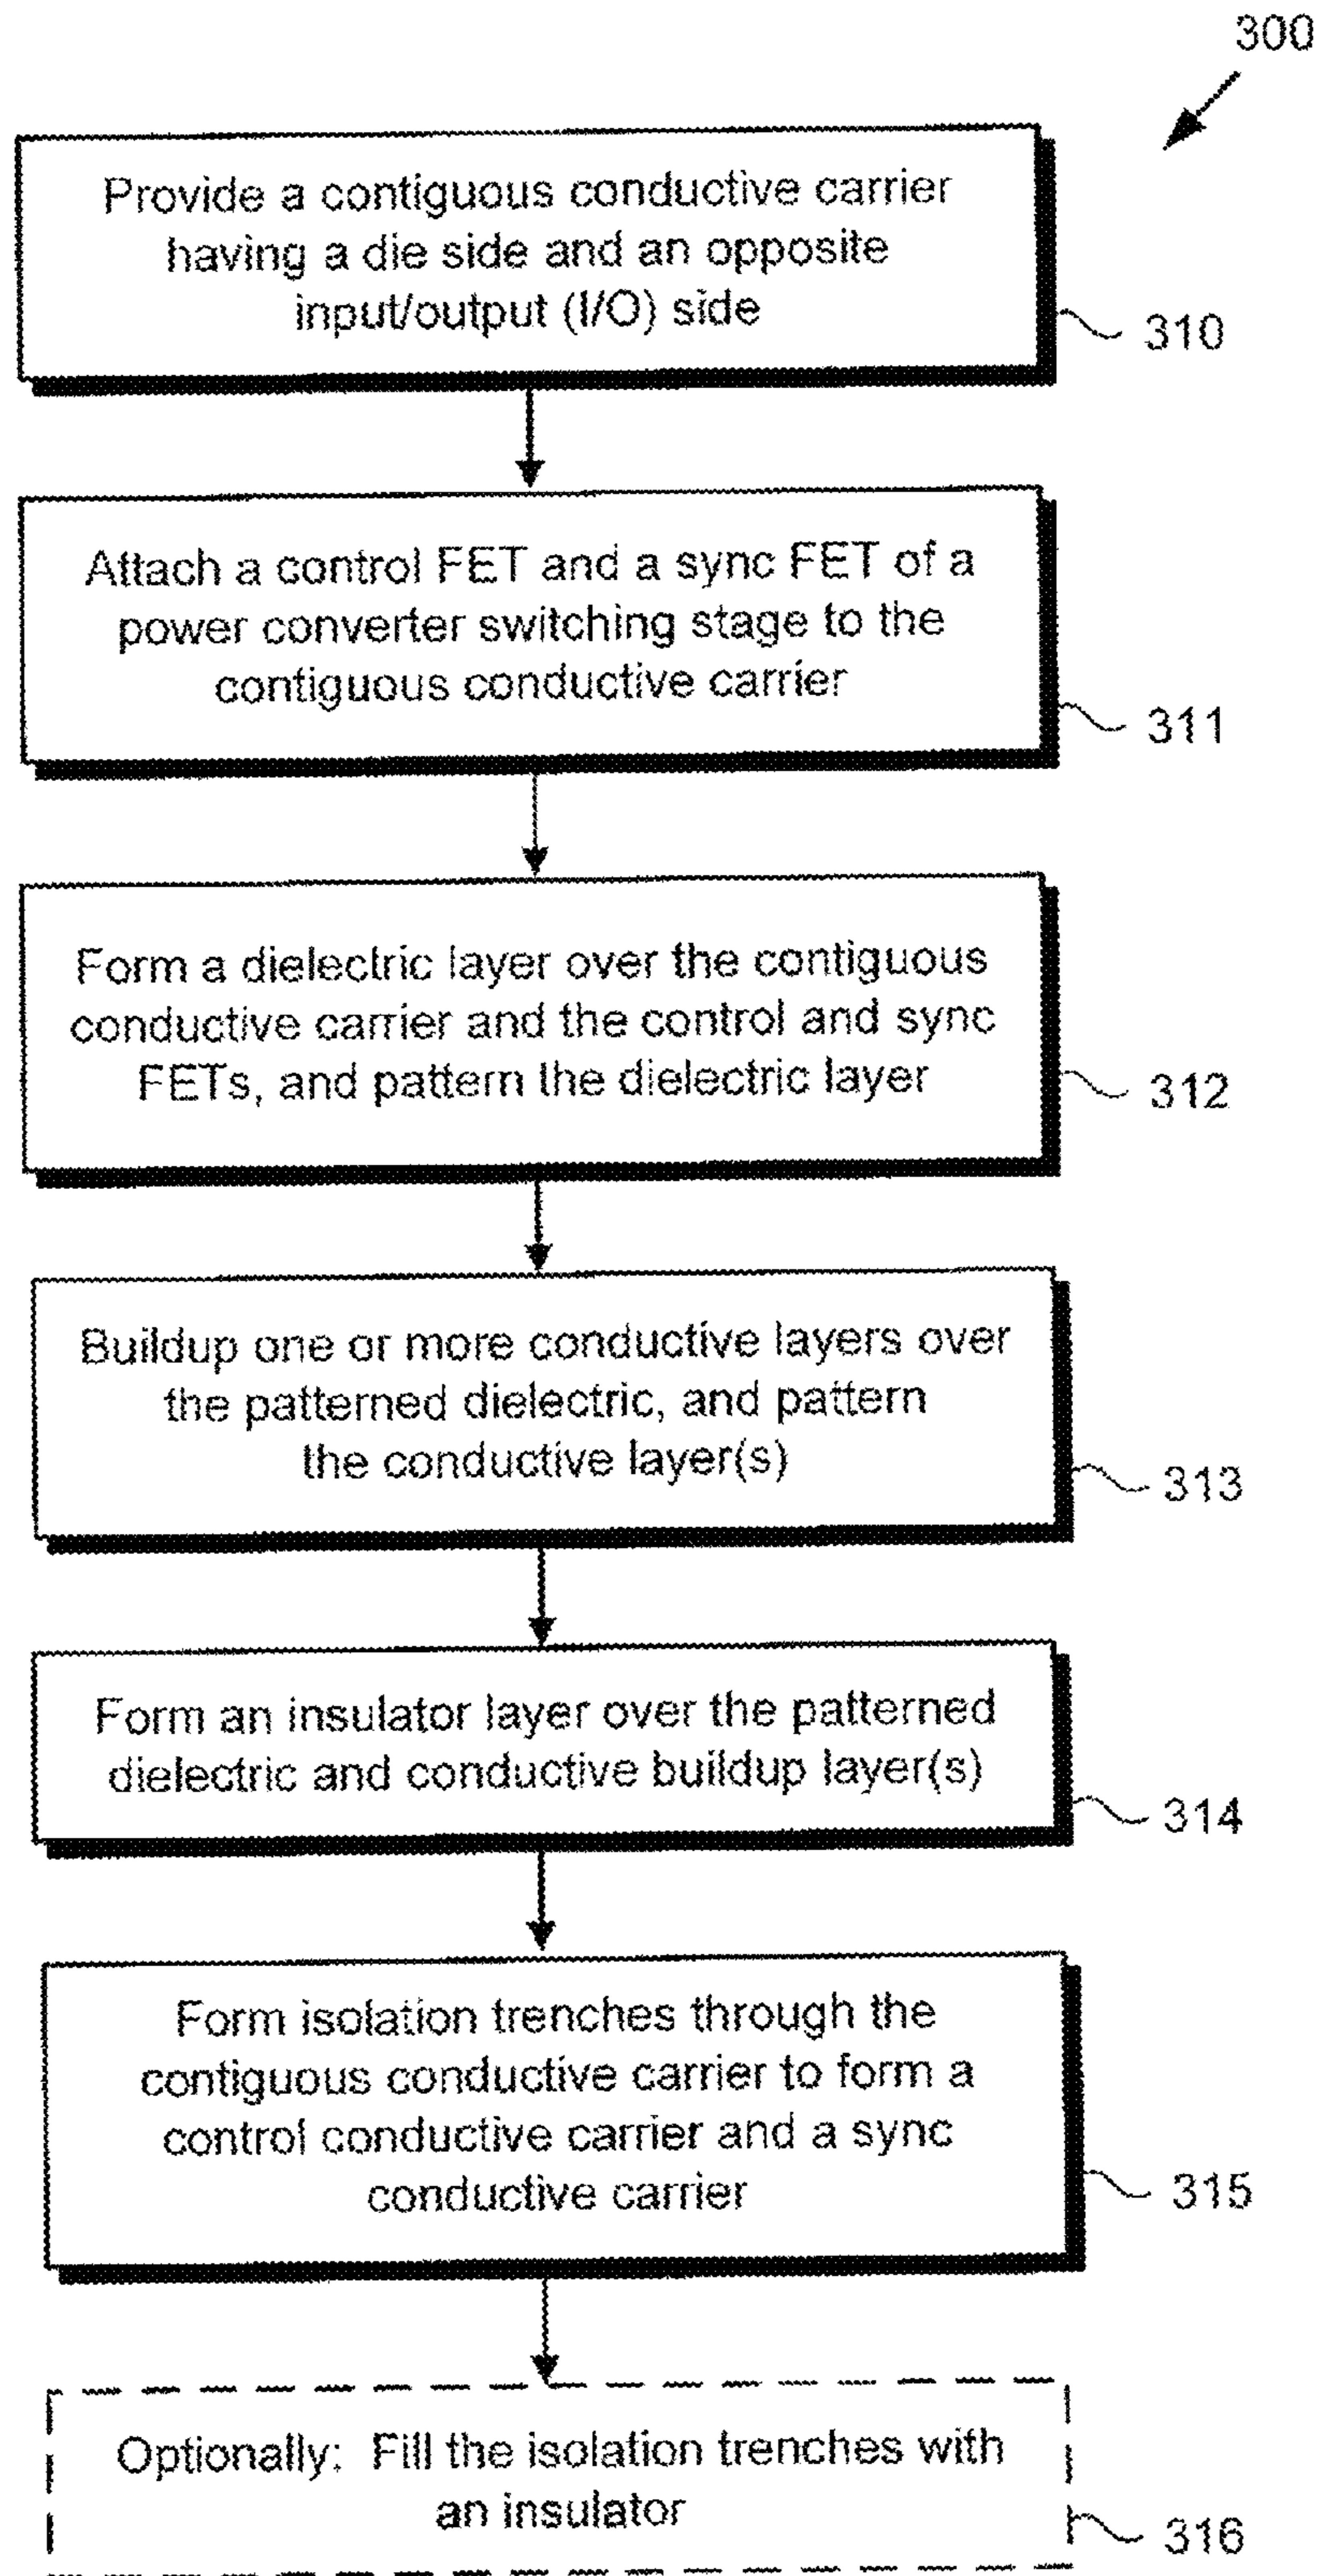 300
Provide a contiguous conductive carrier
having a die side and an opposite
input/output (I/O) side
310
Attach a control FET and a sync FET of a
power converter switching stage to the
contiguous conductive carrier
311
Form a dielectric layer over the contiguous
conductive carrier and the control and sync
FETs, and pattern the dielectric layer
312
Buildup one or more conductive layers over
the patterned dielectric, and pattern
the conductive layer(s)
313
Form an insulator layer over the patterned
dielectric and conductive buildup layer(s)
314
Form isolation trenches through the
contiguous conductive carrier to form a
control conductive carrier and a sync
conductive carrier
315
Optionally: Fill the isolation trenches with
an insulator
316